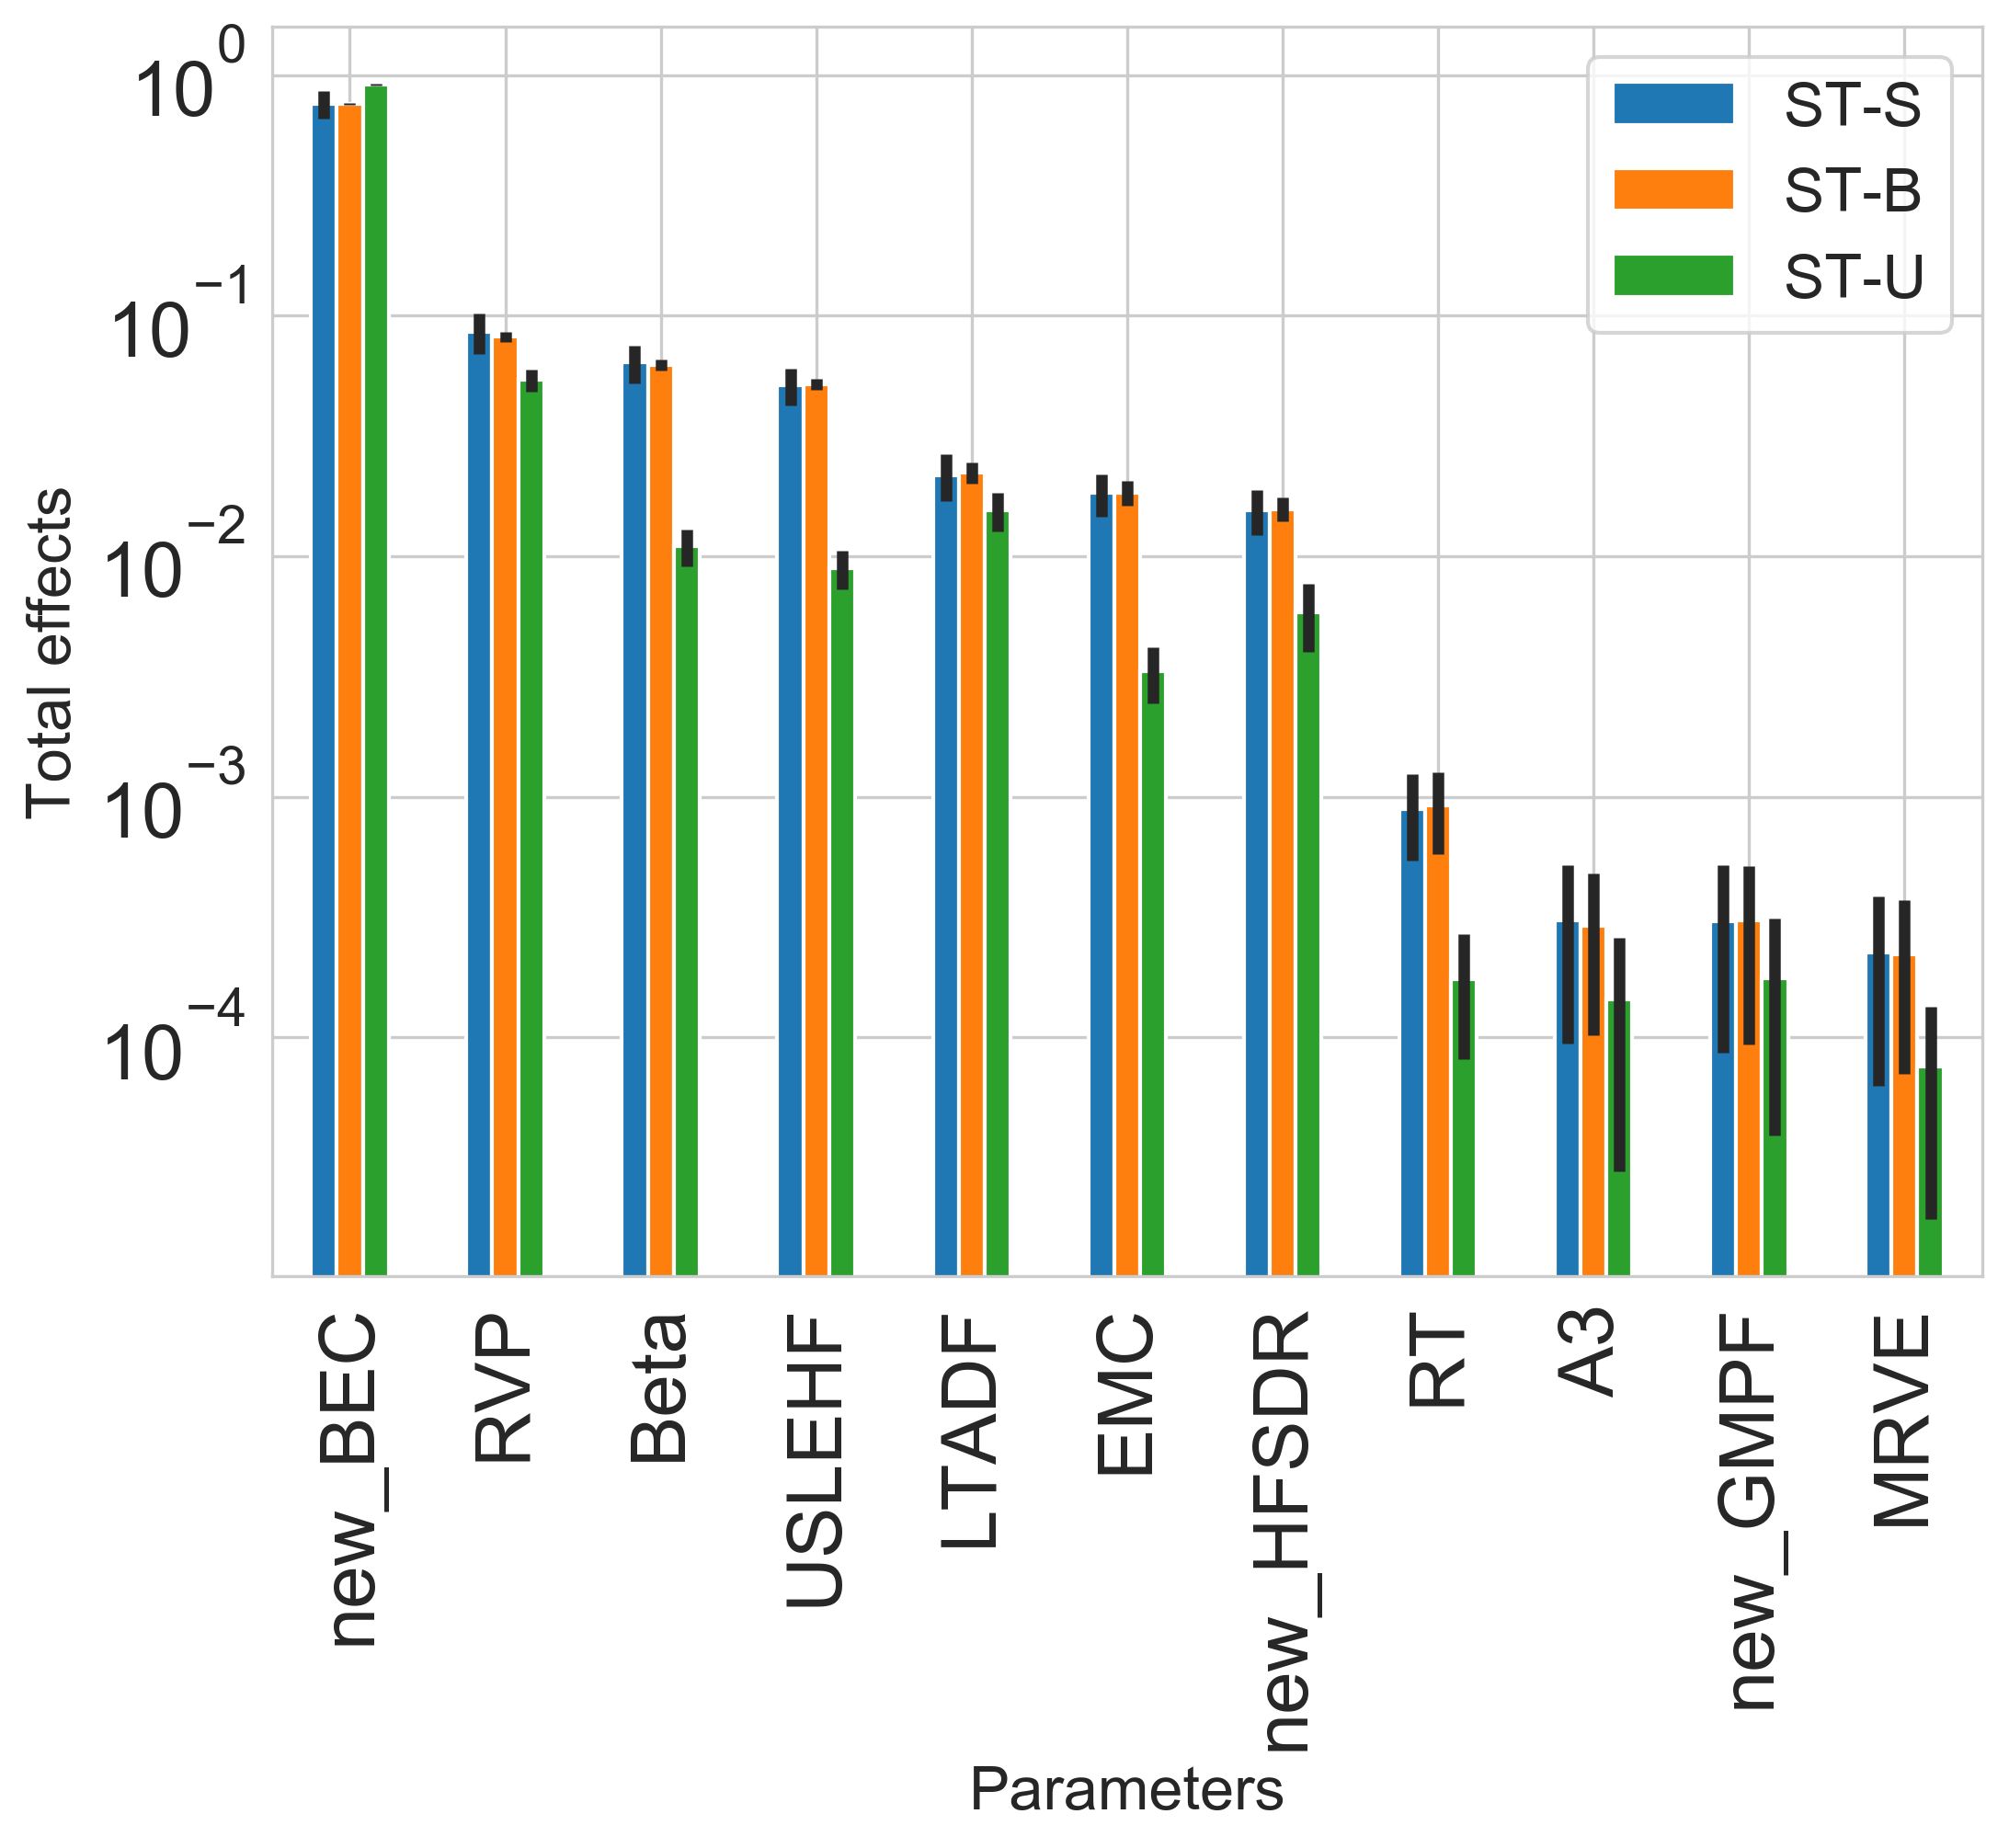 Total effects
10^0
10^−1
10^−2
10^−3
10^−4
ST-S
ST-B
ST-U
new_BEC
RVP
Beta
USLEHF
LTADF
EMC
new_HFSDR
RT
A3
new_GMPF
MRVE
Parameters